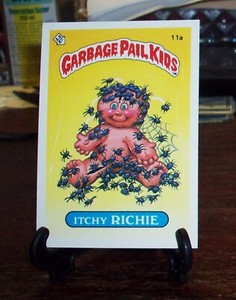 11a
GARBAGE PAIL KIDS
ITCHY RICHIE